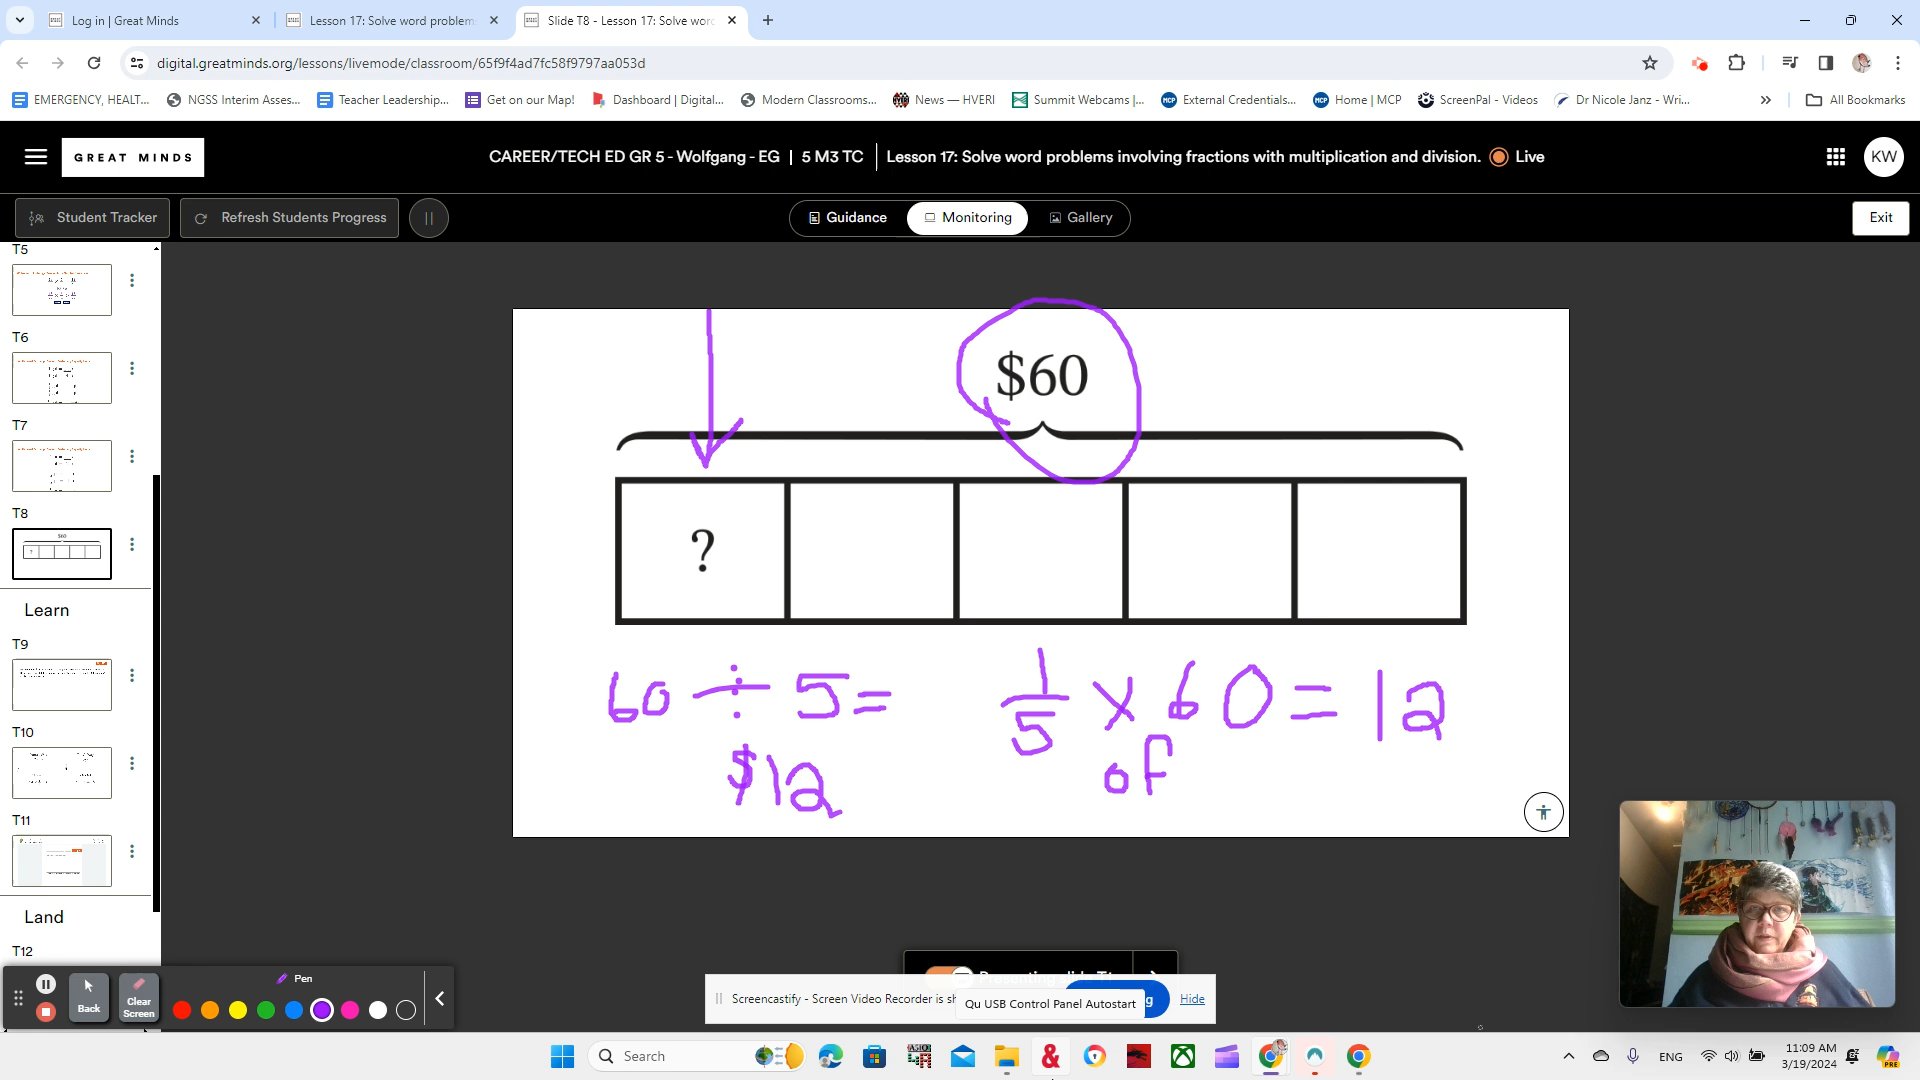 Log in | Great Minds
Lesson 17: Solve word problem
Slide T8 - Lesson 17: Solve wor
digital.greatminds.org/lessons/livemode/classroom/65f9f4ad7fc58f9797aa053d
EMERGENCY, HEALT... NGSS Interim Asses... Teacher Leadership... Get on our Map! Dashboard | Digital... Modern Classrooms... News — HVERI Summit Webcams |... External Credentials... Home | MCP ScreenPal - Videos Dr Nicole Janz - Wri... » All Bookmarks
GREAT MINDS
CAREER/TECH ED GR 5 - Wolfgang - EG | 5 M3 TC | Lesson 17: Solve word problems involving fractions with multiplication and division. Live
KW
Student Tracker Refresh Students Progress Guidance Monitoring Gallery Exit
T5
T6
T7
T8
Learn
T9
T10
T11
Land
T12
$60
?
60 ÷ 5 =
$12
1/5 × 60 = 12
of
Pen
Back
Clear Screen
Screencastify - Screen Video Recorder is sh
Qu USB Control Panel Autostart
Hide
Search
ENG
11:09 AM
3/19/2024